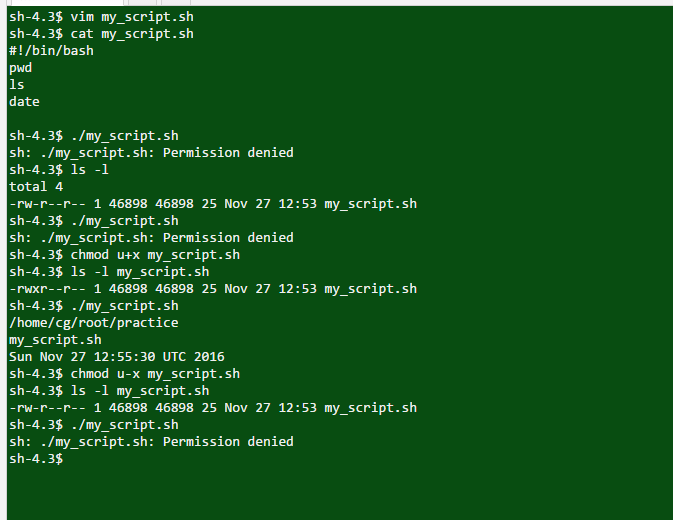 sh-4.3$ vim my_script.sh
sh-4.3$ cat my_script.sh
#!/bin/bash
pwd
ls
date
sh-4.3$ ./my_script.sh
sh: ./my_script.sh: Permission denied
sh-4.3$ ls -l
total 4
-rw-r--r-- 1 46898 46898 25 Nov 27 12:53 my_script.sh
sh-4.3$ ./my_script.sh
sh: ./my_script.sh: Permission denied
sh-4.3$ chmod u+x my_script.sh
sh-4.3$ ls -l my_script.sh
-rwxr--r-- 1 46898 46898 25 Nov 27 12:53 my_script.sh
sh-4.3$ ./my_script.sh
/home/cg/root/practice
my_script.sh
Sun Nov 27 12:55:30 UTC 2016
sh-4.3$ chmod u-x my_script.sh
sh-4.3$ ls -l my_script.sh
-rw-r--r-- 1 46898 46898 25 Nov 27 12:53 my_script.sh
sh-4.3$ ./my_script.sh
sh: ./my_script.sh: Permission denied
sh-4.3$